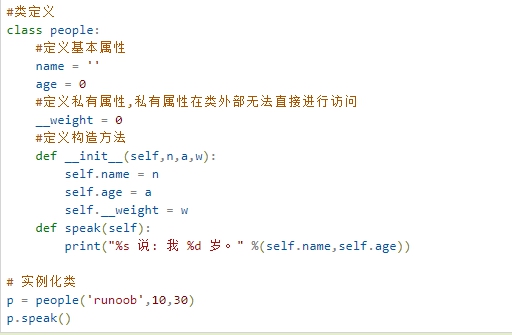 #类定义
class people:
    #定义基本属性
    name = ''
    age = 0
    #定义私有属性,私有属性在类外部无法直接进行访问
    __weight = 0
    #定义构造方法
    def __init__(self,n,a,w):
        self.name = n
        self.age = a
        self.__weight = w
    def speak(self):
        print("%s 说: 我 %d 岁。" %(self.name,self.age))

# 实例化类
p = people('runoob',10,30)
p.speak()